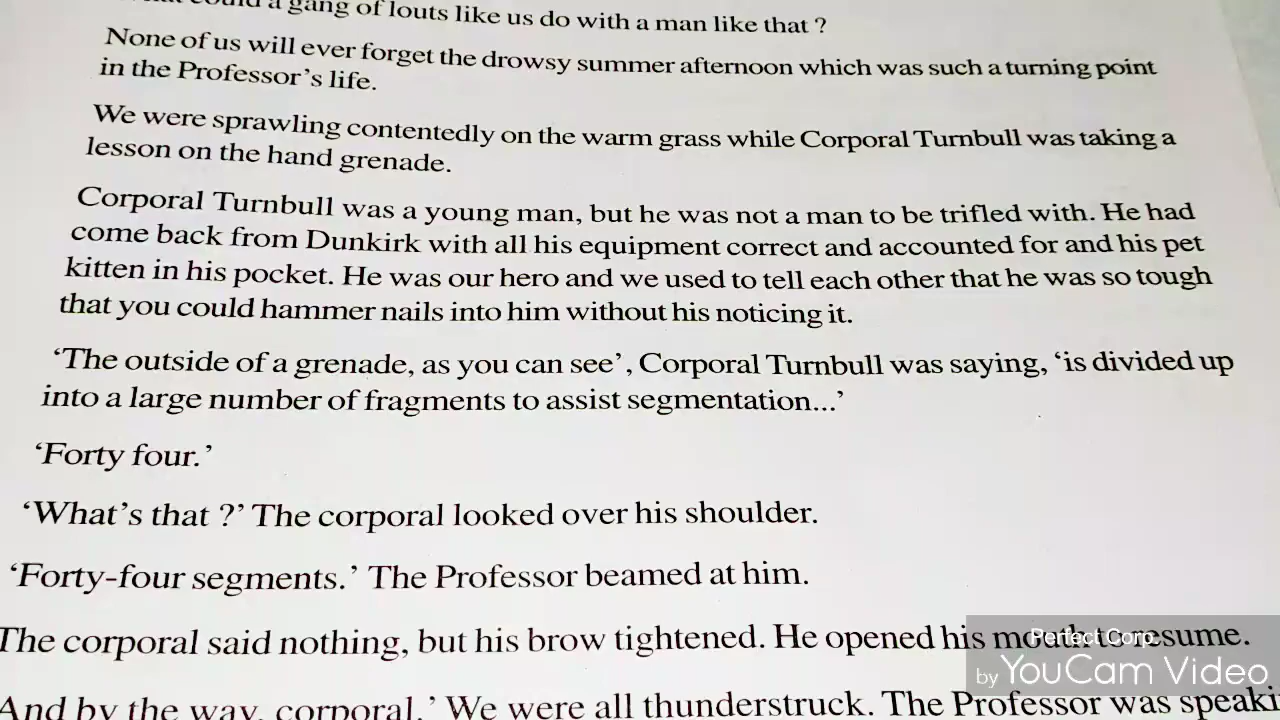 could a gang of louts like us do with a man like that ?
None of us will ever forget the drowsy summer afternoon which was such a turning point
in the Professor's life.
We were sprawling contentedly on the warm grass while Corporal Turnbull was taking a
lesson on the hand grenade.
Corporal Turnbull was a young man, but he was not a man to be trifled with. He had
come back from Dunkirk with all his equipment correct and accounted for and his pet
kitten in his pocket. He was our hero and we used to tell each other that he was so tough
that you could hammer nails into him without his noticing it.
‘The outside of a grenade, as you can see’, Corporal Turnbull was saying, ‘is divided up
into a large number of fragments to assist segmentation...’
‘Forty four.’
‘What’s that ?’ The corporal looked over his shoulder.
‘Forty-four segments.’ The Professor beamed at him.
The corporal said nothing, but his brow tightened. He opened his mouth to resume.
Perfect Corp.
by YouCam Video
And by the way, corporal.’ We were all thunderstruck. The Professor was speaki